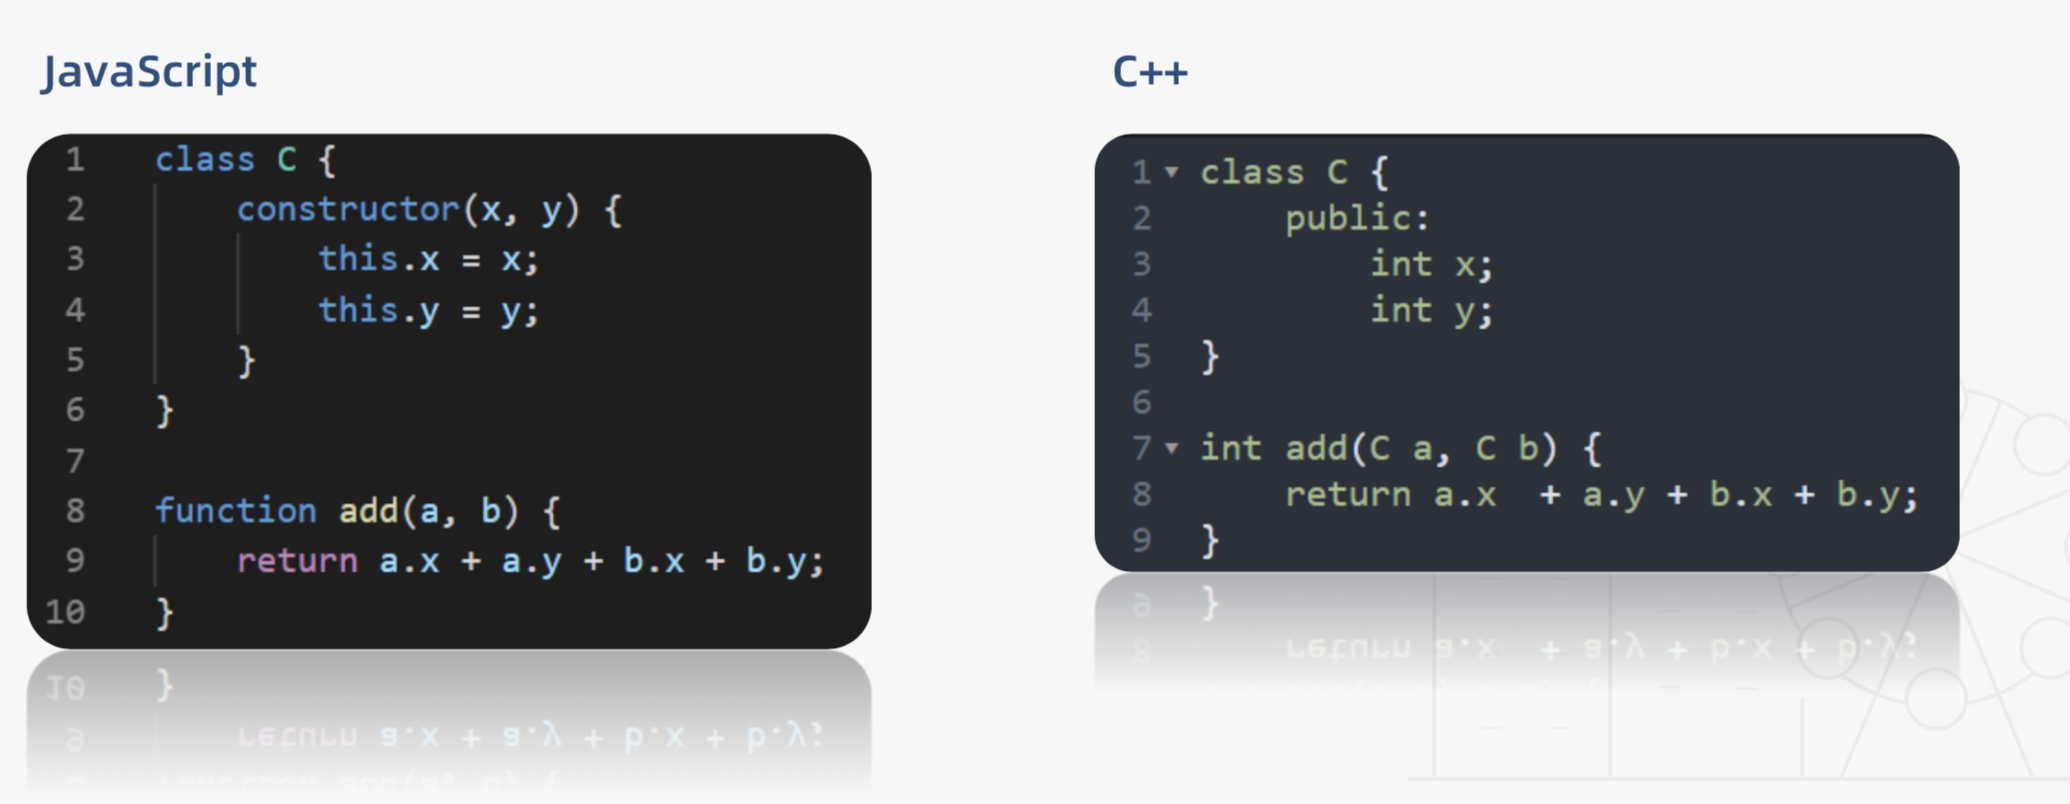 JavaScript
1 class C {
2 constructor(x, y) {
3 this.x = x;
4 this.y = y;
5 }
6 }
7
8 function add(a, b) {
9 return a.x + a.y + b.x + b.y;
10 }
C++
1 class C {
2 public:
3 int x;
4 int y;
5 }
6
7 int add(C a, C b) {
8 return a.x  + a.y + b.x + b.y;
9 }